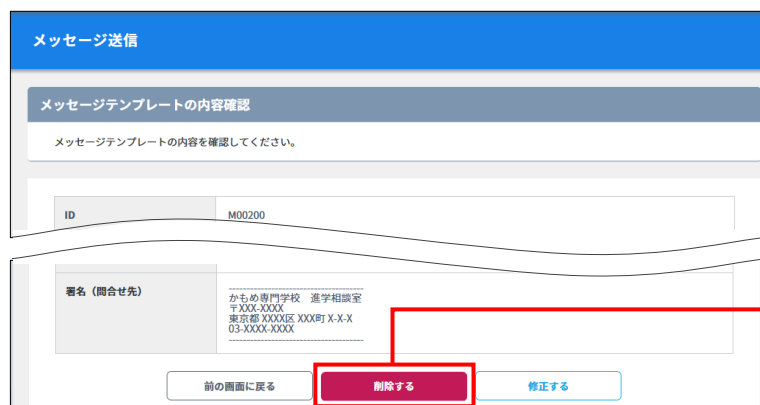 メッセージ送信
メッセージテンプレートの内容確認
メッセージテンプレートの内容を確認してください。
ID M00200
署名（問合せ先）
------------------------------------
かもめ専門学校　進学相談室
〒XXX-XXXX
東京都 XXXX区 XXX町 X-X-X
03-XXXX-XXXX
------------------------------------
前の画面に戻る 削除する 修正する